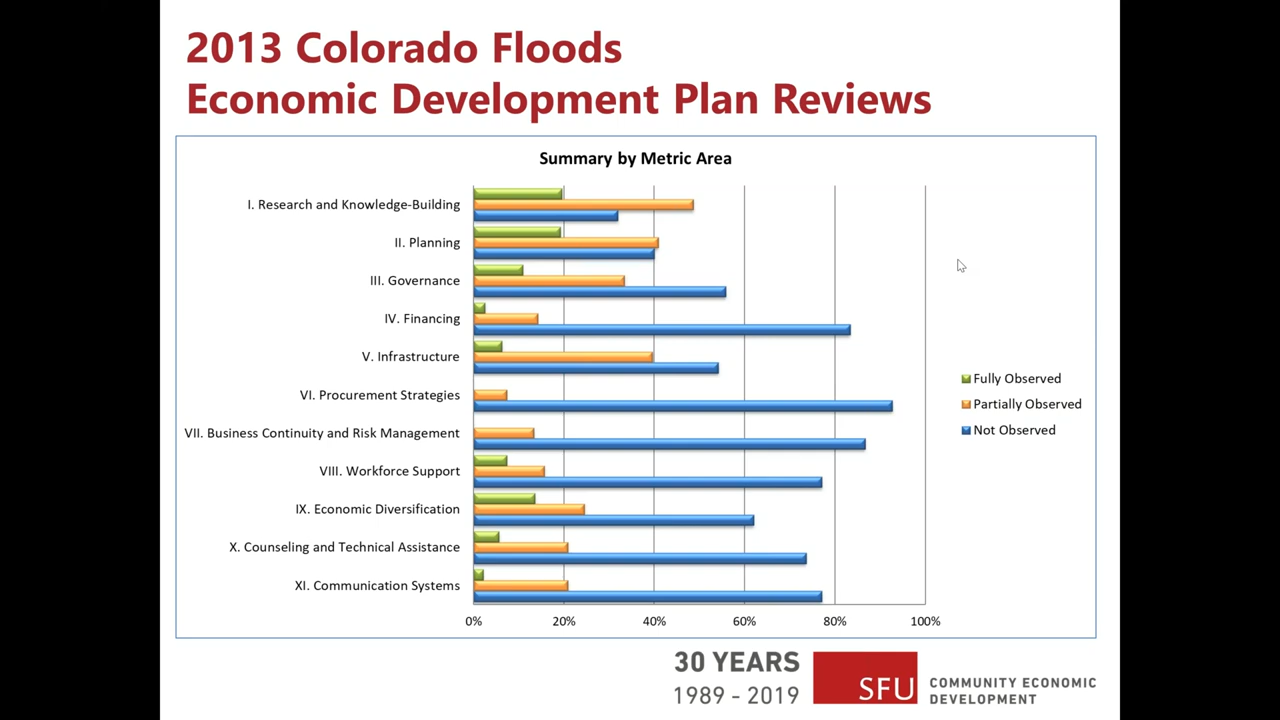 2013 Colorado Floods
Economic Development Plan Reviews
Summary by Metric Area
I. Research and Knowledge-Building
II. Planning
III. Governance
IV. Financing
V. Infrastructure
VI. Procurement Strategies
VII. Business Continuity and Risk Management
VIII. Workforce Support
IX. Economic Diversification
X. Counseling and Technical Assistance
XI. Communication Systems
0% 20% 40% 60% 80% 100%
Fully Observed
Partially Observed
Not Observed
30 YEARS
1989 - 2019
SFU
COMMUNITY ECONOMIC
DEVELOPMENT